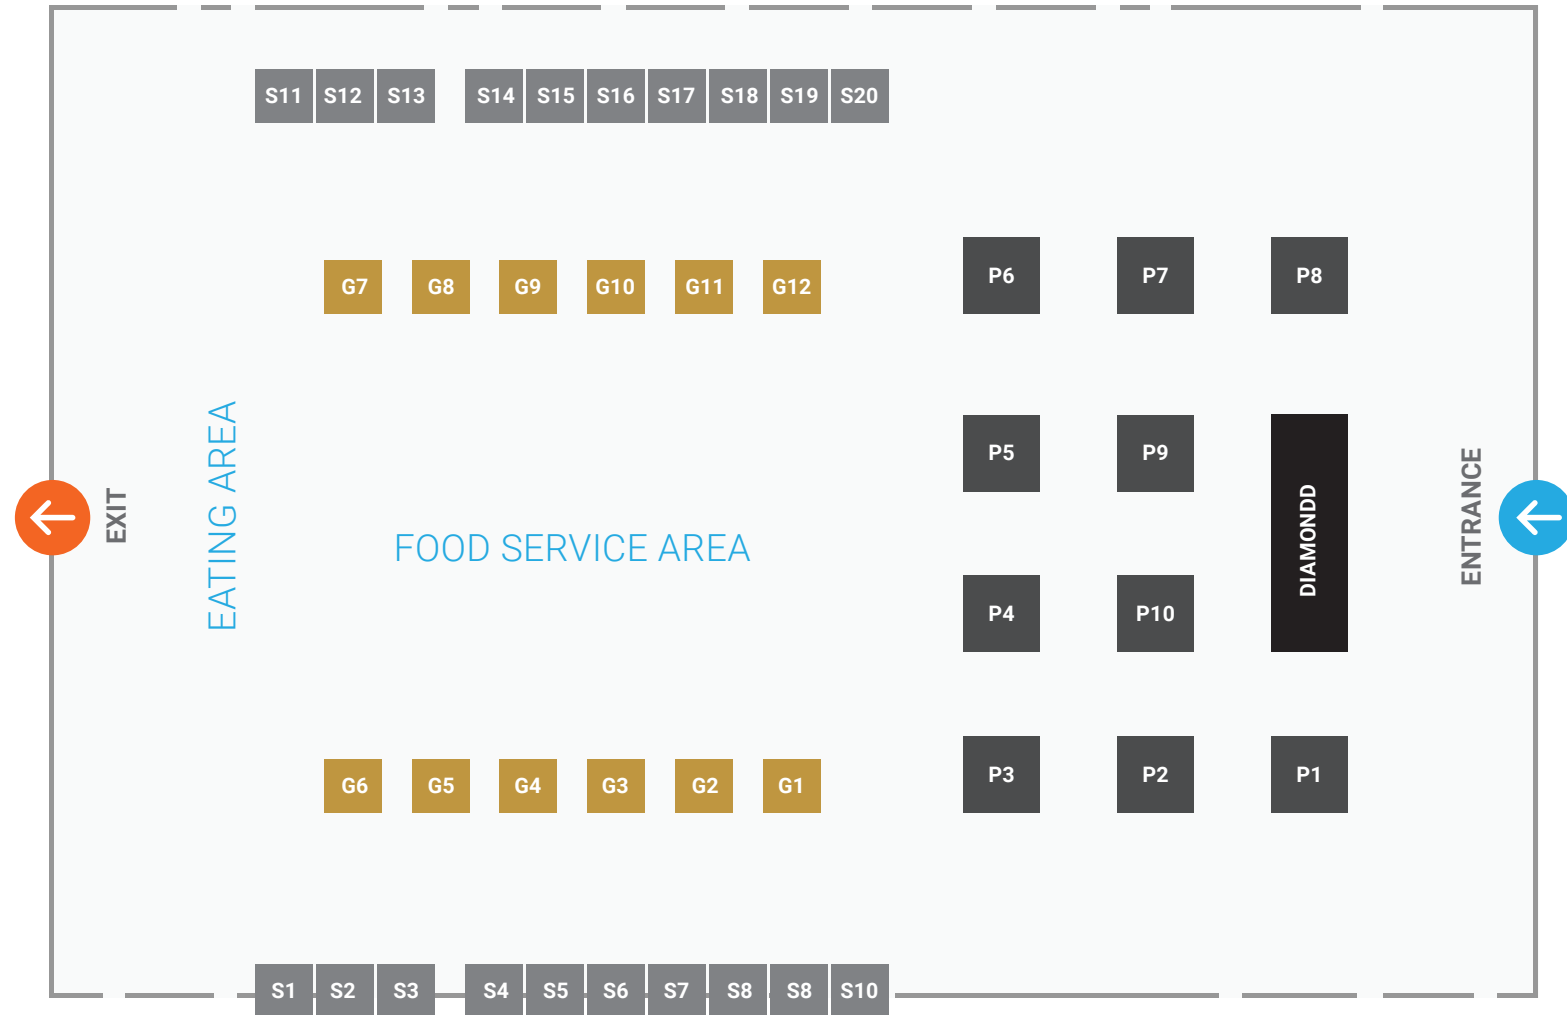 S11 S12 S13 S14 S15 S16 S17 S18 S19 S20
P6 P7 P8
G7 G8 G9 G10 G11 G12
P5 P9
EATING AREA
EXIT
FOOD SERVICE AREA
DIAMONDD
ENTRANCE
P4 P10
P3 P2 P1
G6 G5 G4 G3 G2 G1
S1 S2 S3 S4 S5 S6 S7 S8 S8 S10